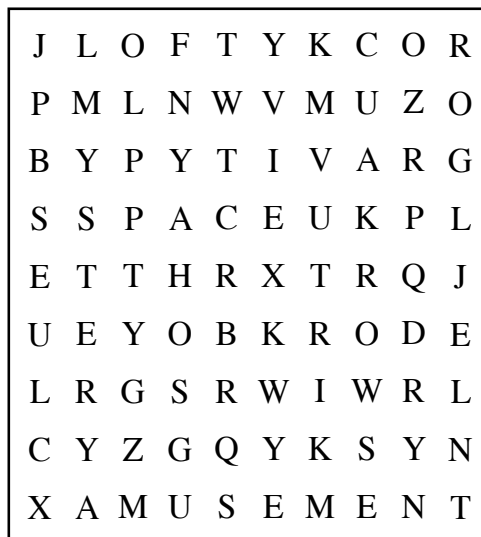 J L O F T Y K C O R
P M L N W V M U Z O
B Y P Y T I V A R G
S S P A C E U K P L
E T T H R X T R Q J
U E Y O B K R O D E
L R G S R W I W R L
C Y Z G Q Y K S Y N
X A M U S E M E N T